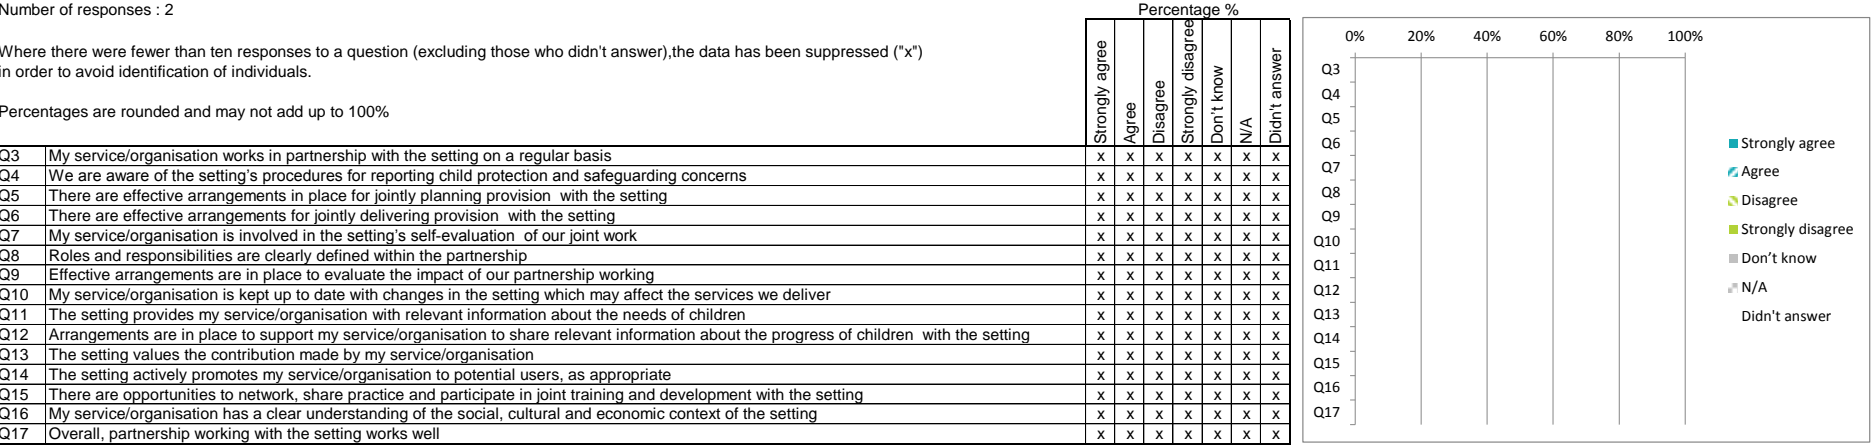 Number of responses : 2
Percentage %
Where there were fewer than ten responses to a question (excluding those who didn't answer),the data has been suppressed ("x")
in order to avoid identification of individuals.
Percentages are rounded and may not add up to 100%
Strongly agree
Agree
Disagree
Strongly disagree
Don't know
N/A
Didn't answer
Q3 My service/organisation works in partnership with the setting on a regular basis x x x x x x x
Q4 We are aware of the setting's procedures for reporting child protection and safeguarding concerns x x x x x x x
Q5 There are effective arrangements in place for jointly planning provision  with the setting x x x x x x x
Q6 There are effective arrangements for jointly delivering provision  with the setting x x x x x x x
Q7 My service/organisation is involved in the setting's self-evaluation  of our joint work x x x x x x x
Q8 Roles and responsibilities are clearly defined within the partnership x x x x x x x
Q9 Effective arrangements are in place to evaluate the impact of our partnership working x x x x x x x
Q10 My service/organisation is kept up to date with changes in the setting which may affect the services we deliver x x x x x x x
Q11 The setting provides my service/organisation with relevant information about the needs of children x x x x x x x
Q12 Arrangements are in place to support my service/organisation to share relevant information about the progress of children  with the setting x x x x x x x
Q13 The setting values the contribution made by my service/organisation x x x x x x x
Q14 The setting actively promotes my service/organisation to potential users, as appropriate x x x x x x x
Q15 There are opportunities to network, share practice and participate in joint training and development with the setting x x x x x x x
Q16 My service/organisation has a clear understanding of the social, cultural and economic context of the setting x x x x x x x
Q17 Overall, partnership working with the setting works well x x x x x x x
0% 20% 40% 60% 80% 100%
Q3
Q4
Q5
Q6
Q7
Q8
Q9
Q10
Q11
Q12
Q13
Q14
Q15
Q16
Q17
Strongly agree
Agree
Disagree
Strongly disagree
Don't know
N/A
Didn't answer